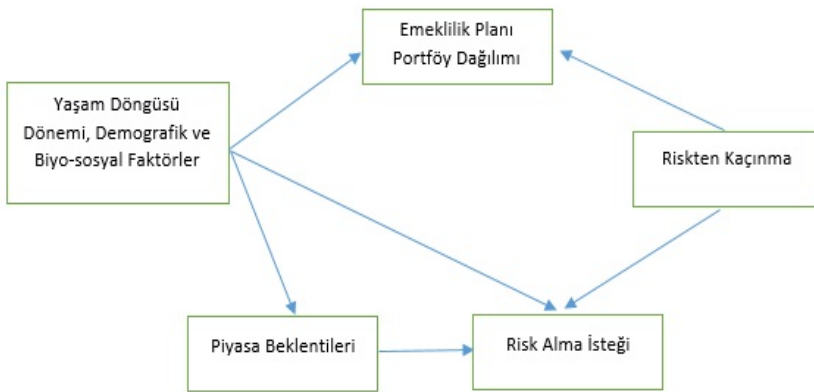 Emeklilik Planı
Portföy Dağılımı
Yaşam Döngüsü
Dönemi, Demografik ve
Biyo-sosyal Faktörler
Riskten Kaçınma
Piyasa Beklentileri
Risk Alma İsteği